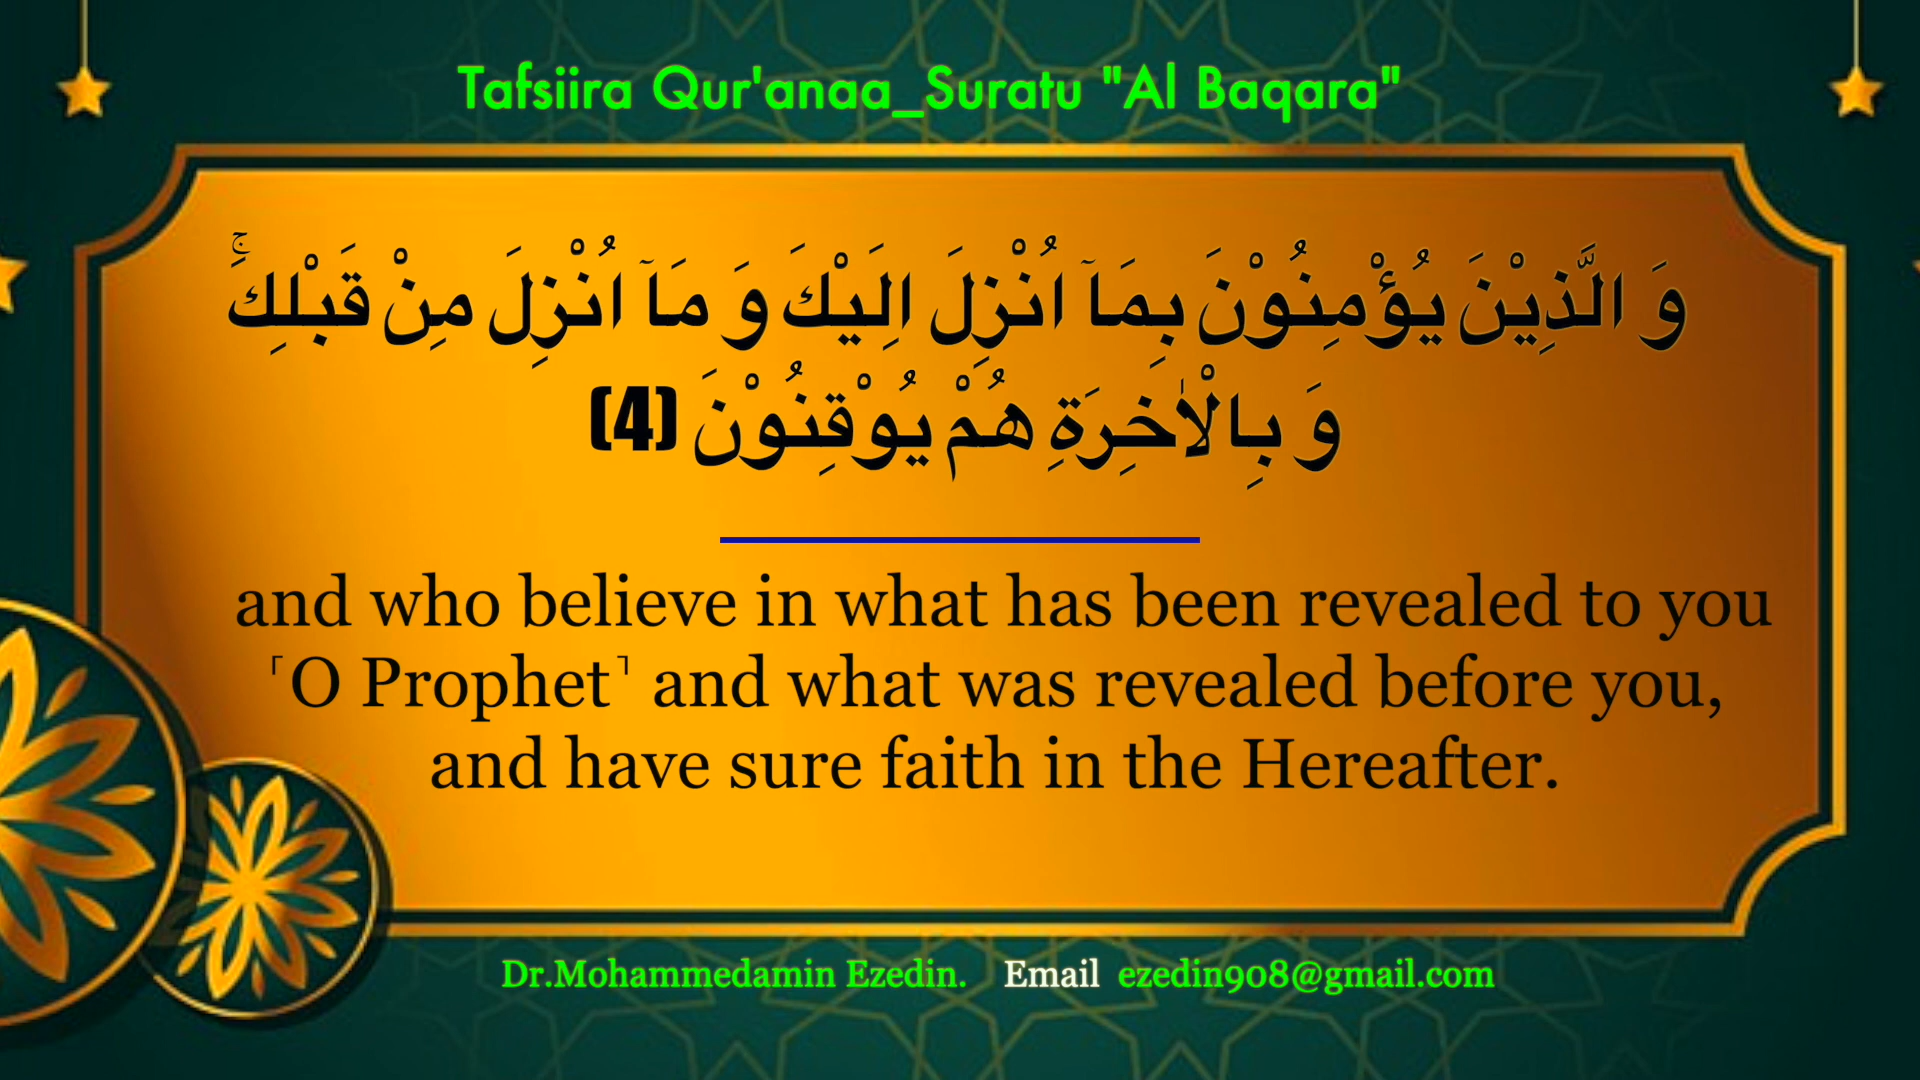 Tafsiira Qur'anaa_Suratu "Al Baqara"
وَ الَّذِیْنَ یُؤْمِنُوْنَ بِمَاۤ اُنْزِلَ اِلَیْكَ وَ مَاۤ اُنْزِلَ مِنْ قَبْلِكَۚ
وَ بِالْاٰخِرَةِ هُمْ یُوْقِنُوْنَ (4)
and who believe in what has been revealed to you
˹O Prophet˺ and what was revealed before you,
and have sure faith in the Hereafter.
Dr.Mohammedamin Ezedin. Email ezedin908@gmail.com